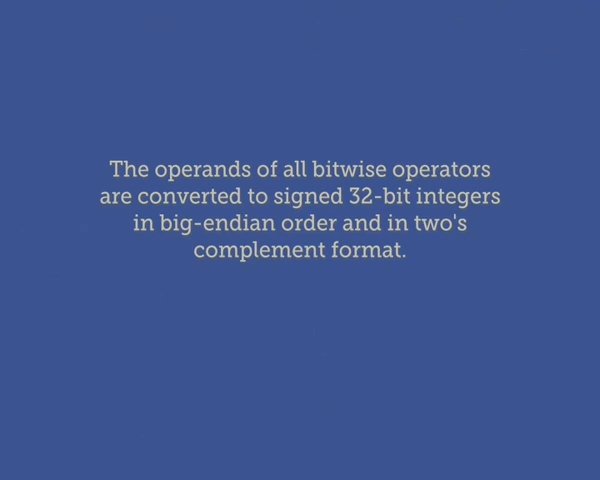 The operands of all bitwise operators
are converted to signed 32-bit integers
in big-endian order and in two's
complement format.